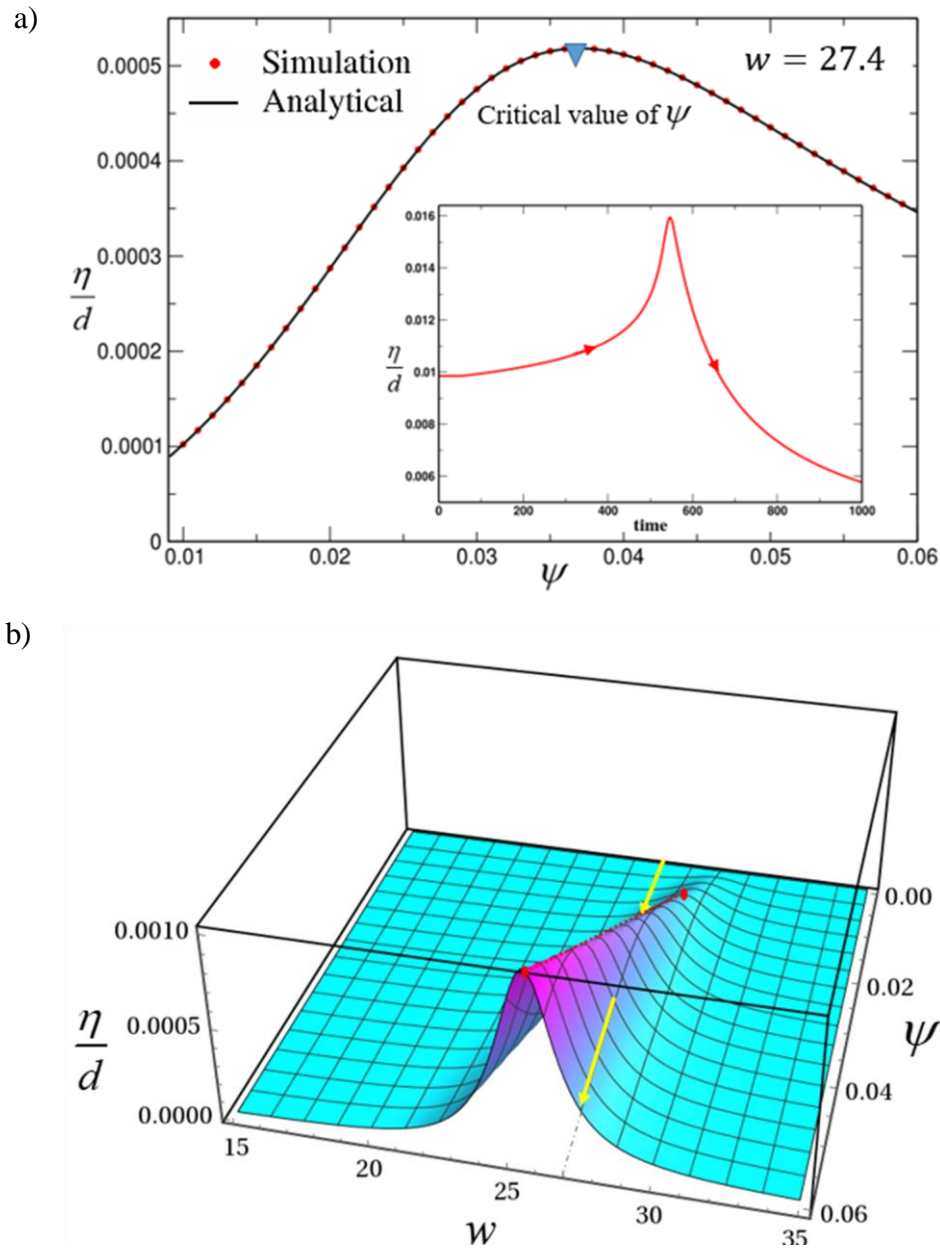 a)
Simulation
Analytical
w = 27.4
Critical value of ψ
0.0005
0.0004
0.0003
0.0002
0.0001
0
η
d
0.01
0.02
0.03
0.04
0.05
0.06
ψ
0.016
0.014
0.012
0.01
0.008
0.006
η
d
0
200
400
600
800
1000
time
b)
0.0010
0.0005
0.0000
η
d
15
20
25
30
35
w
0.00
0.02
0.04
0.06
ψ